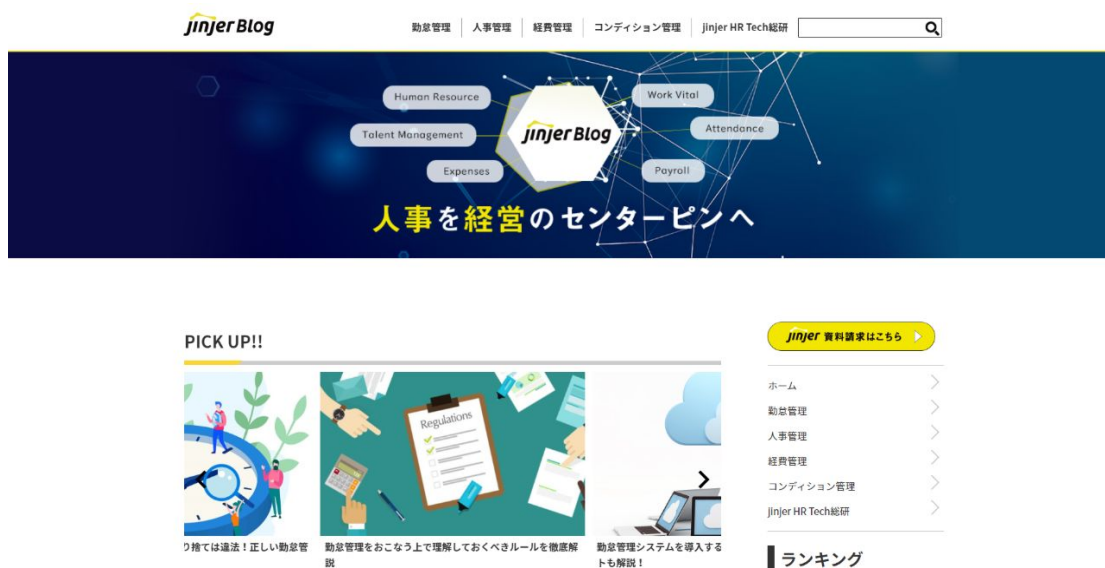 jinjer Blog
勤怠管理
人事管理
経費管理
コンディション管理
jinjer HR Tech総研
Human Resource
Work Vital
Talent Management
jinjer Blog
Attendance
Expenses
Payroll
人事を経営のセンターピンへ
PICK UP!!
Regulations
り捨ては違法！正しい勤怠管
勤怠管理をおこなう上で理解しておくべきルールを徹底解
説
勤怠管理システムを導入する
トも解説！
jinjer 資料請求はこちら
ホーム
勤怠管理
人事管理
経費管理
コンディション管理
jinjer HR Tech総研
ランキング